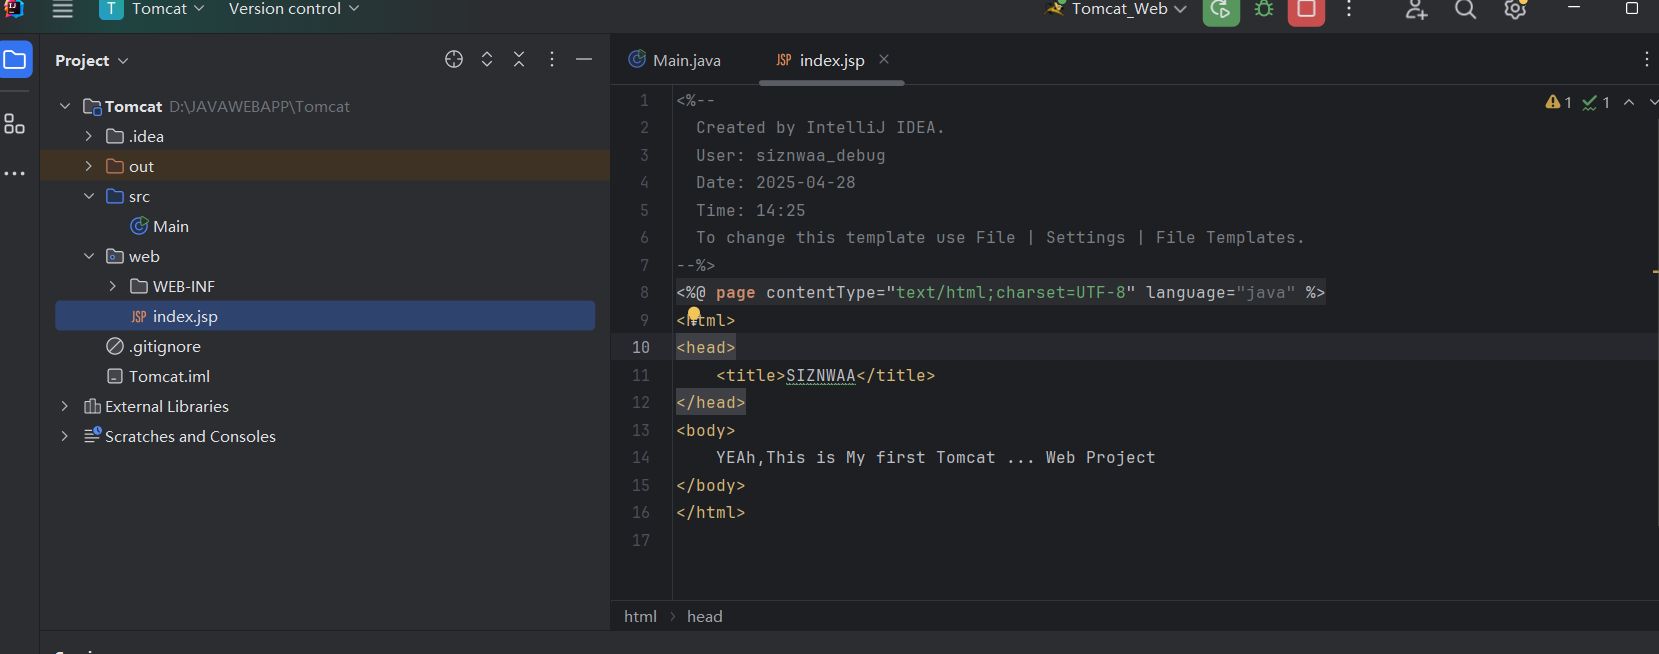 Tomcat Version control Tomcat_Web
Project
Main.java index.jsp
Tomcat D:\JAVAWEBAPP\Tomcat
.idea
out
src
Main
web
WEB-INF
JSP index.jsp
.gitignore
Tomcat.iml
External Libraries
Scratches and Consoles
1 <%--
2 Created by IntelliJ IDEA.
3 User: siznwaa_debug
4 Date: 2025-04-28
5 Time: 14:25
6 To change this template use File | Settings | File Templates.
7 --%>
8 <%@ page contentType="text/html;charset=UTF-8" language="java" %>
9 <html>
10 <head>
11 <title>SIZNWAA</title>
12 </head>
13 <body>
14 YEAh,This is My first Tomcat ... Web Project
15 </body>
16 </html>
17
1 1
html > head